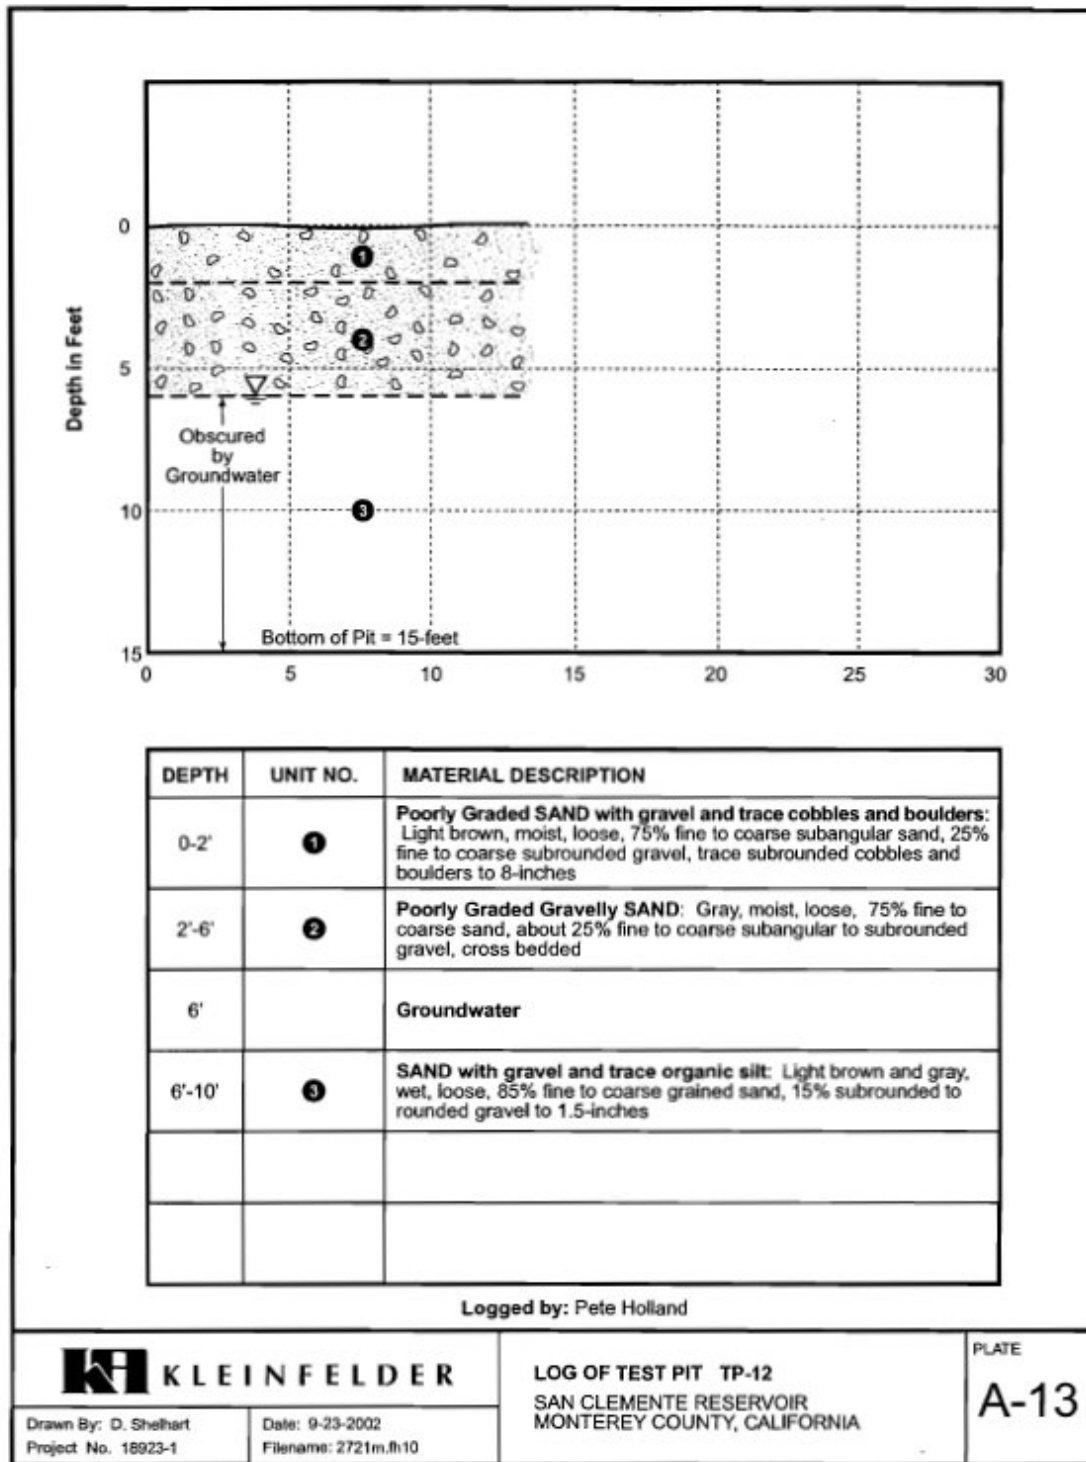 0
1
2
5
Depth in Feet
Obscured
by
Groundwater
10
3
Bottom of Pit = 15-feet
15
0 5 10 15 20 25 30
DEPTH UNIT NO. MATERIAL DESCRIPTION
0-2' 1 Poorly Graded SAND with gravel and trace cobbles and boulders:
Light brown, moist, loose, 75% fine to coarse subangular sand, 25%
fine to coarse subrounded gravel, trace subrounded cobbles and
boulders to 8-inches
2'-6' 2 Poorly Graded Gravelly SAND: Gray, moist, loose, 75% fine to
coarse sand, about 25% fine to coarse subangular to subrounded
gravel, cross bedded
6' Groundwater
6'-10' 3 SAND with gravel and trace organic silt: Light brown and gray,
wet, loose, 85% fine to coarse grained sand, 15% subrounded to
rounded gravel to 1.5-inches
Logged by: Pete Holland
KLEINFELDER
Drawn By: D. Shelhart
Project No. 18923-1
Date: 9-23-2002
Filename: 2721m.fh10
LOG OF TEST PIT TP-12
SAN CLEMENTE RESERVOIR
MONTEREY COUNTY, CALIFORNIA
PLATE
A-13